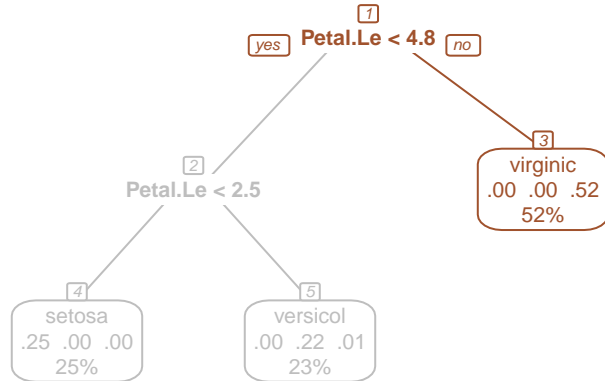 1
yes Petal.Le < 4.8 no
2
Petal.Le < 2.5
3
virginic
.00 .00 .52
52%
4
setosa
.25 .00 .00
25%
5
versicol
.00 .22 .01
23%